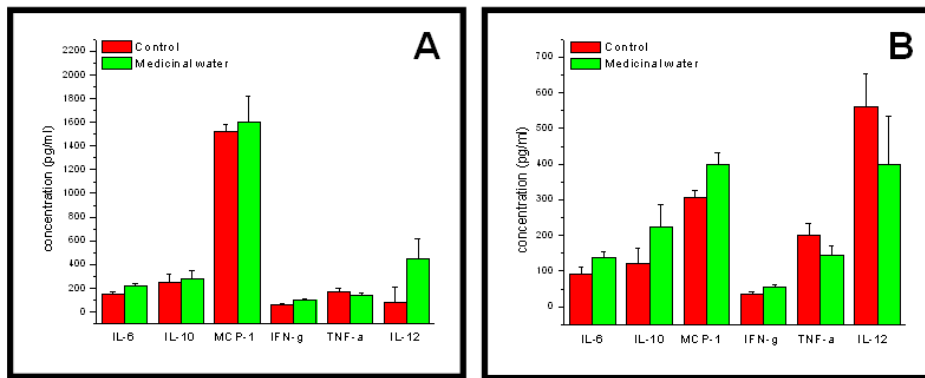 A
Control
Medicinal water
concentration (pg/ml)
2200
2000
1800
1600
1400
1200
1000
800
600
400
200
0
IL-6 IL-10 MCP-1 IFN-g TNF-a IL-12
B
Control
Medicinal water
concentration (pg/ml)
700
600
500
400
300
200
100
0
IL-6 IL-10 MCP-1 IFN-g TNF-a IL-12